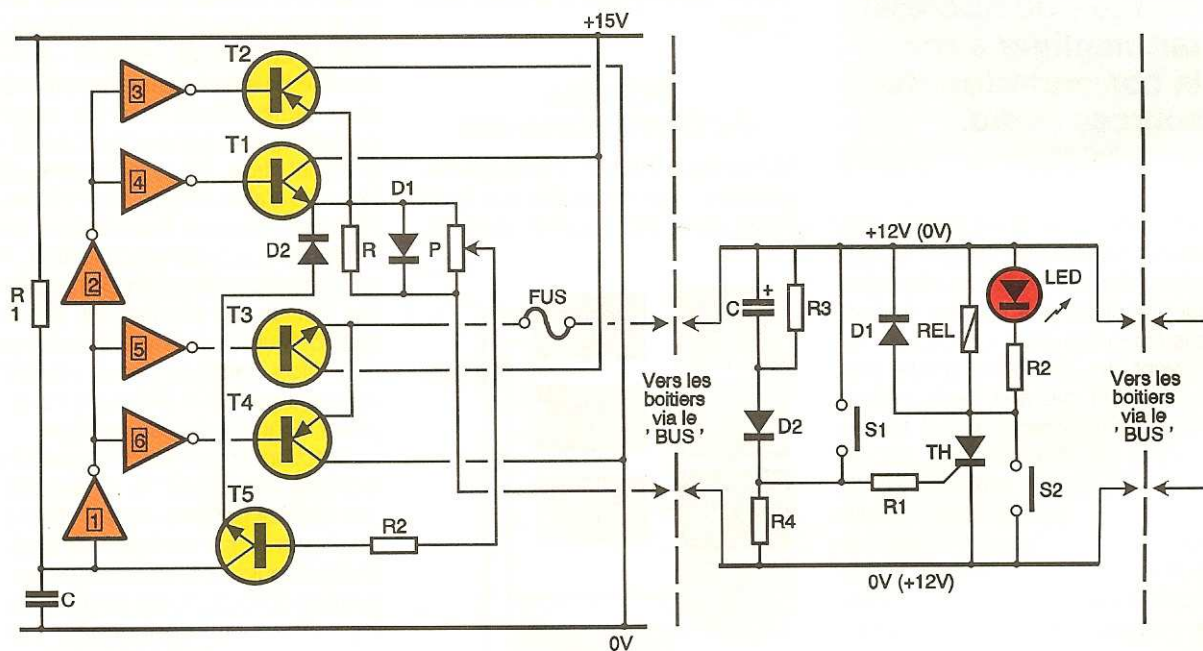 +15V
T2
3
T1
4
D1
D2
R
P
R
1
2
T3
FUS
5
T4
6
T5
1
R2
C
0V
Vers les
boitiers
via le
' BUS '
+12V (0V)
LED
C
+
R3
D1
REL
R2
D2
S1
TH
R1
S2
R4
0V (+12V)
Vers les
boitiers
via le
' BUS '